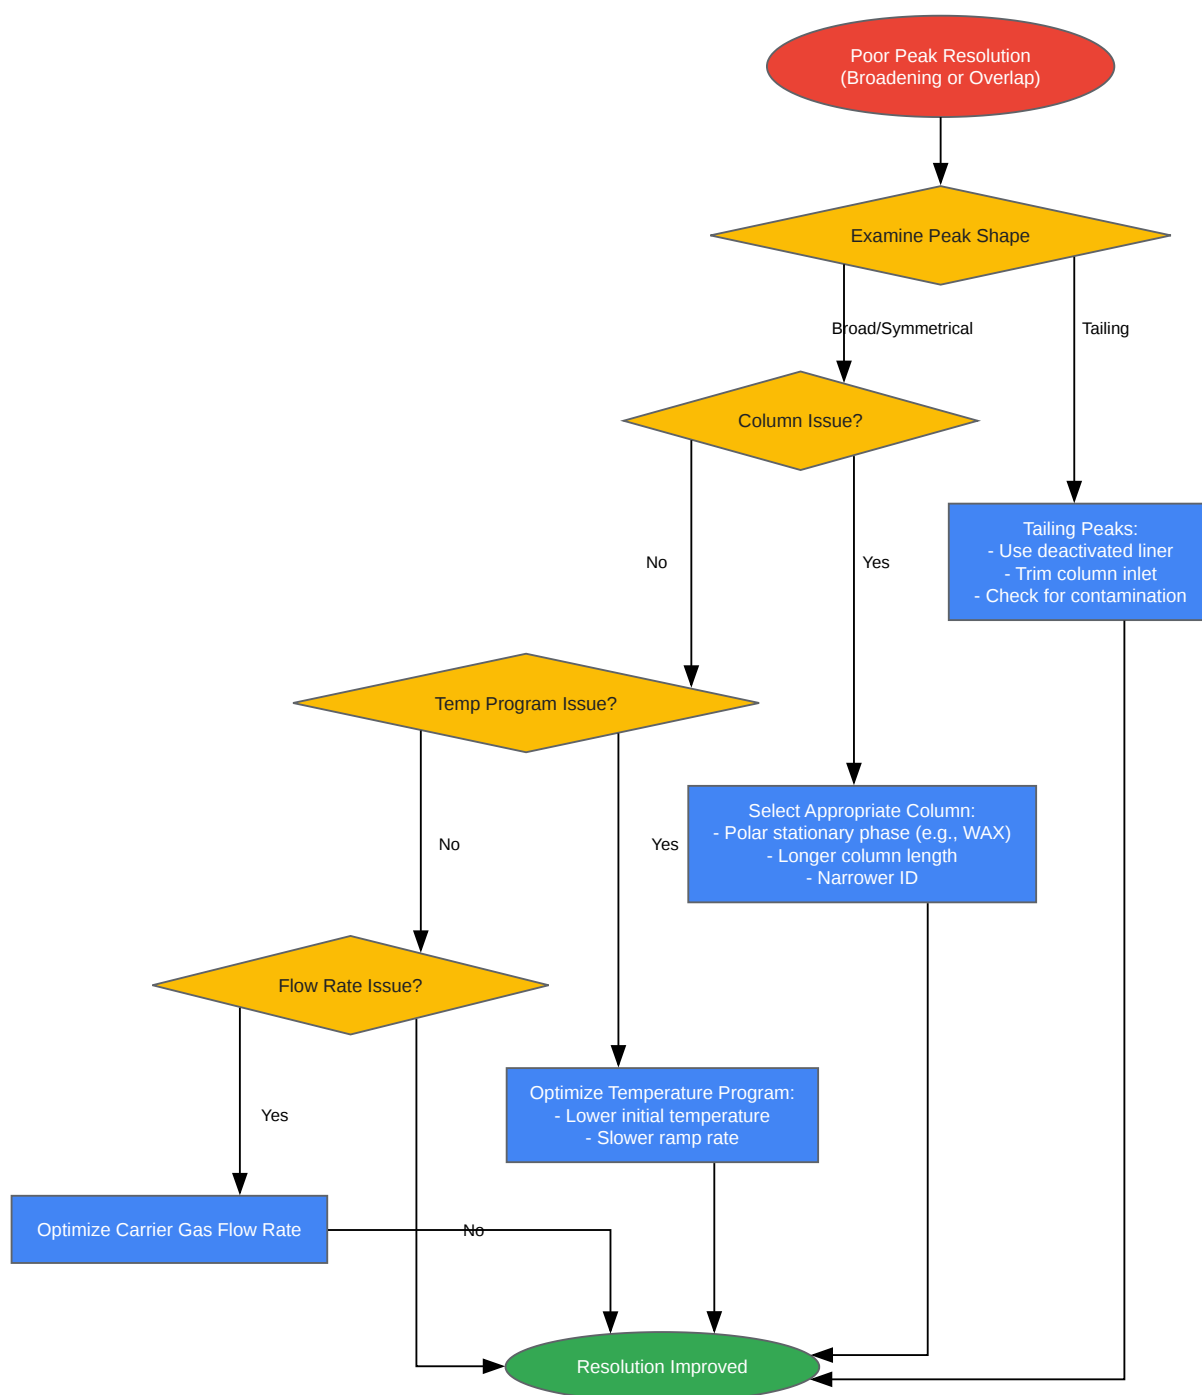 Poor Peak Resolution
(Broadening or Overlap)
Examine Peak Shape
Broad/Symmetrical
Tailing
Column Issue?
No
Yes
Tailing Peaks:
- Use deactivated liner
- Trim column inlet
- Check for contamination
Temp Program Issue?
No
Yes
Select Appropriate Column:
- Polar stationary phase (e.g., WAX)
- Longer column length
- Narrower ID
Flow Rate Issue?
Yes
No
Optimize Temperature Program:
- Lower initial temperature
- Slower ramp rate
Optimize Carrier Gas Flow Rate
Resolution Improved